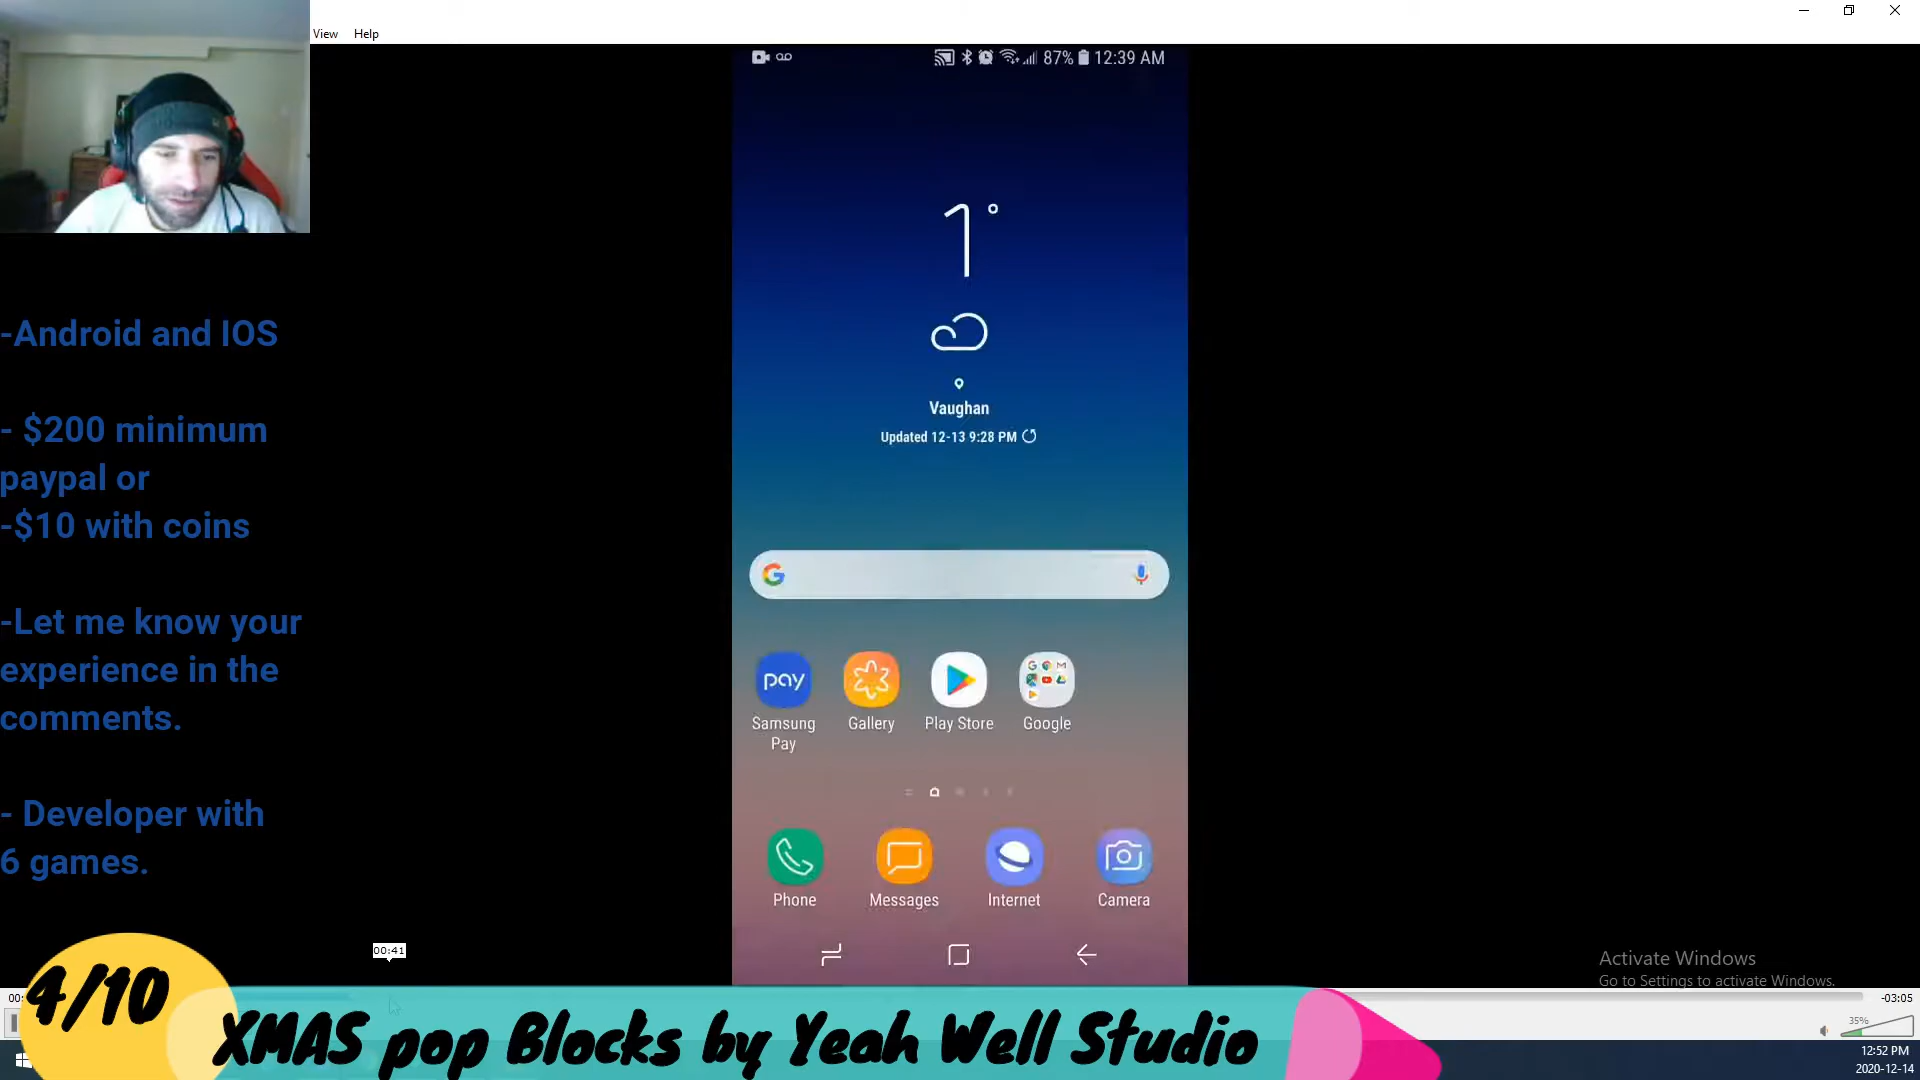 View Help
87% 12:39 AM
1°
Vaughan
Updated 12-13 9:28 PM
G
pay
Samsung Pay
Gallery
Play Store
Google
Phone
Messages
Internet
Camera
-Android and IOS
- $200 minimum
paypal or
-$10 with coins
-Let me know your
experience in the
comments.
- Developer with
6 games.
00:41
Activate Windows
Go to Settings to activate Windows.
00:
-03:05
35%
4/10
XMAS pop Blocks by Yeah Well Studio
12:52 PM
2020-12-14